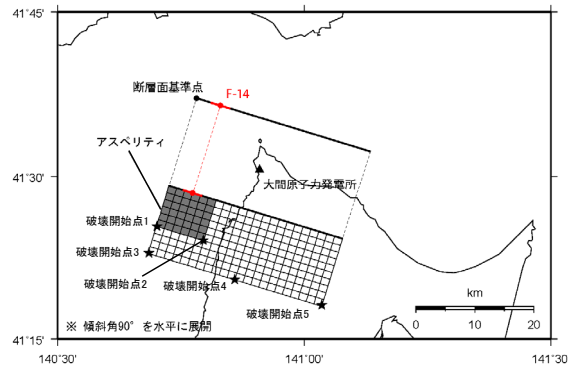 41°45'
断層面基準点
F-14
アスペリティ
41°30'
大間原子力発電所
破壊開始点1
破壊開始点3
破壊開始点2
破壊開始点4
破壊開始点5
km
0 10 20
※ 傾斜角90°を水平に展開
41°15'
140°30' 141°00' 141°30'